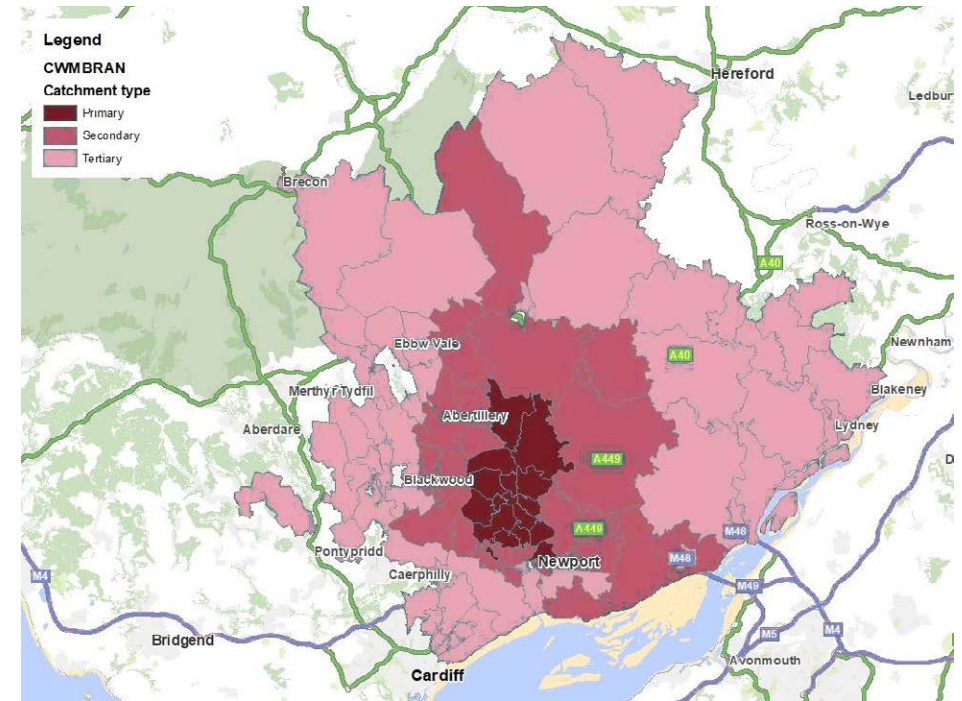 Legend
CWMBRAN
Catchment type
Primary
Secondary
Tertiary
Hereford
Ledbur
Brecon
Ross-on-Wye
A40
Ebbw Vale
A40
Newnham
Merthyr Tydfil
Blakeney
Abertillery
Aberdare
Lydney
A449
D
Blackwood
A449
M48
Pontypridd
Newport
M48
Caerphilly
M4
M49
Bridgend
M5
M4
Avonmouth
Cardiff